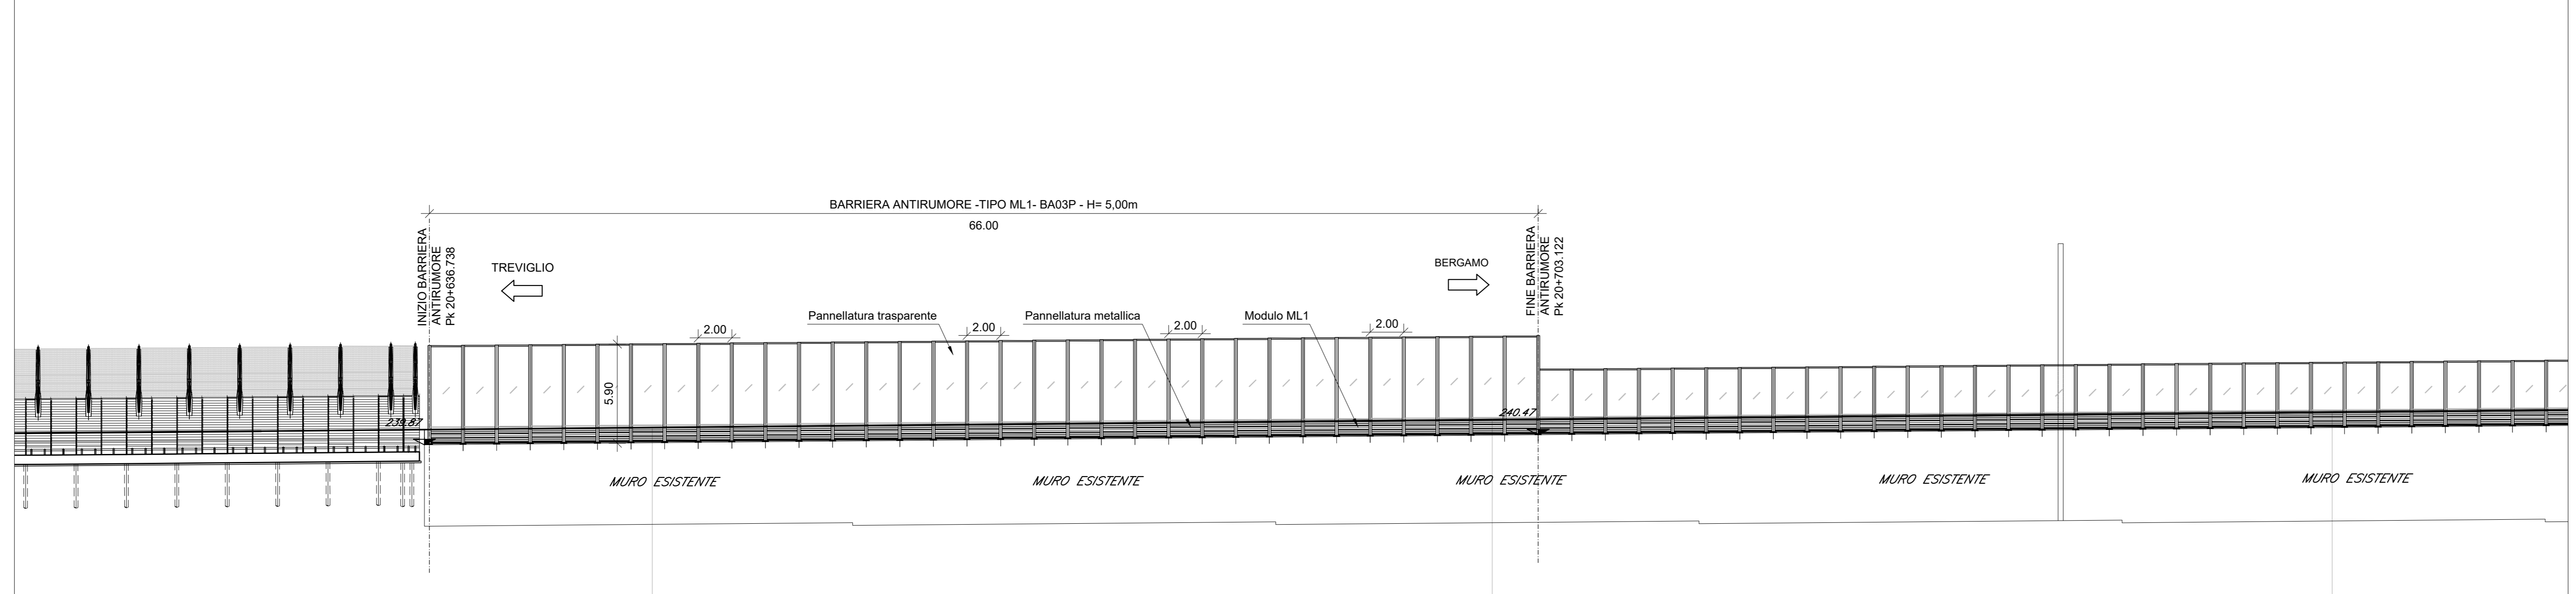 BARRIERA ANTIRUMORE -TIPO ML1- BA03P - H= 5,00m
66.00
INIZIO BARRIERA
ANTIRUMORE
Pk 20+636.738
TREVIGLIO
BERGAMO
FINE BARRIERA
ANTIRUMORE
Pk 20+703.122
Pannellatura trasparente
Pannellatura metallica
Modulo ML1
2.00
2.00
2.00
2.00
5.90
239.87
240.47
MURO ESISTENTE
MURO ESISTENTE
MURO ESISTENTE
MURO ESISTENTE
MURO ESISTENTE